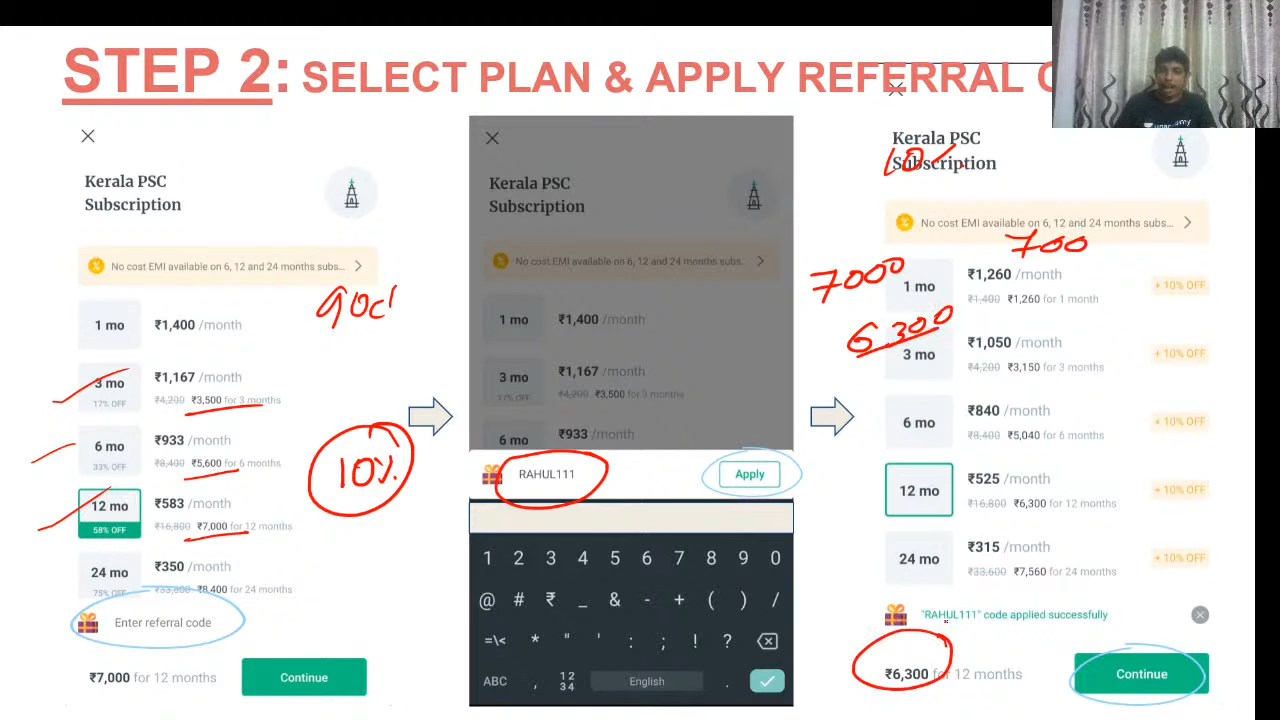 STEP 2: SELECT PLAN & APPLY REFERRAL
Kerala PSC
Subscription
No cost EMI available on 6, 12 and 24 months subs...
1 mo
₹1,400 /month
3 mo
17% OFF
₹1,167 /month
₹4,200 ₹3,500 for 3 months
6 mo
33% OFF
₹933 /month
₹8,400 ₹5,600 for 6 months
12 mo
58% OFF
₹583 /month
₹16,800 ₹7,000 for 12 months
24 mo
75% OFF
₹350 /month
₹33,600 ₹8,400 for 24 months
Enter referral code
₹7,000 for 12 months
Continue
10%
Kerala PSC
Subscription
No cost EMI available on 6, 12 and 24 months subs.
1 mo
₹1,400 /month
3 mo
17% OFF
₹1,167 /month
₹4,200 ₹3,500 for 3 months
6 mo
₹933 /month
RAHUL111
Apply
1 2 3 4 5 6 7 8 9 0
@ # ₹ _ & - + ( ) /
=\< * " ' : ; ! ?
ABC , 12 34 English .
Kerala PSC
Subscription
10%
No cost EMI available on 6, 12 and 24 months subs...
700
7000
6300
1 mo
₹1,260 /month
₹1,400 ₹1,260 for 1 month
+ 10% OFF
3 mo
₹1,050 /month
₹4,200 ₹3,150 for 3 months
+ 10% OFF
6 mo
₹840 /month
₹8,400 ₹5,040 for 6 months
+ 10% OFF
12 mo
₹525 /month
₹16,800 ₹6,300 for 12 months
+ 10% OFF
24 mo
₹315 /month
₹33,600 ₹7,560 for 24 months
+ 10% OFF
"RAHUL111" code applied successfully
₹6,300 for 12 months
Continue